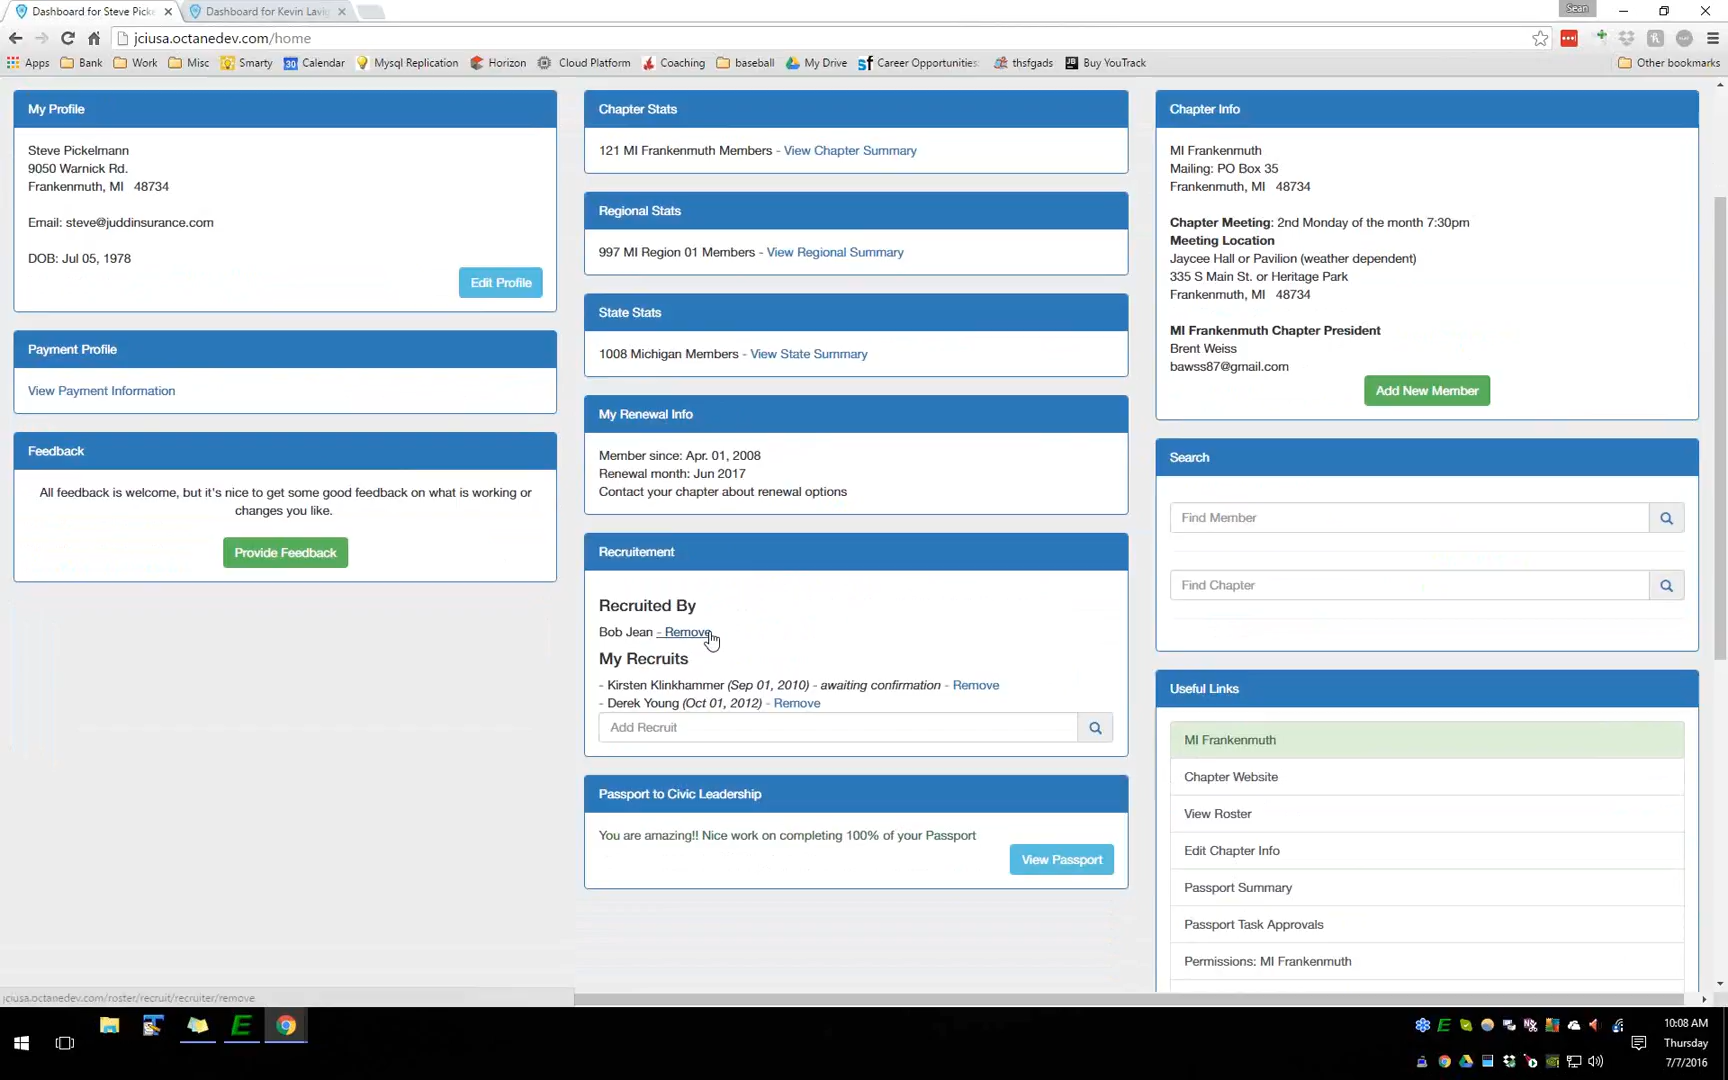 Dashboard for Steve Picke
Dashboard for Kevin Lavi
Sean
jciusa.octanedev.com/home
Apps
Bank
Work
Misc
Smarty
Calendar
Mysql Replication
Horizon
Cloud Platform
Coaching
baseball
My Drive
Career Opportunities:
thsfgads
Buy YouTrack
Other bookmarks
My Profile
Steve Pickelmann
9050 Warnick Rd.
Frankenmuth, MI 48734
Email: steve@juddinsurance.com
DOB: Jul 05, 1978
Edit Profile
Payment Profile
View Payment Information
Feedback
All feedback is welcome, but it's nice to get some good feedback on what is working or
changes you like.
Provide Feedback
Chapter Stats
121 MI Frankenmuth Members - View Chapter Summary
Regional Stats
997 MI Region 01 Members - View Regional Summary
State Stats
1008 Michigan Members - View State Summary
My Renewal Info
Member since: Apr. 01, 2008
Renewal month: Jun 2017
Contact your chapter about renewal options
Recruitement
Recruited By
Bob Jean - Remove
My Recruits
- Kirsten Klinkhammer (Sep 01, 2010) - awaiting confirmation - Remove
- Derek Young (Oct 01, 2012) - Remove
Add Recruit
Passport to Civic Leadership
You are amazing!! Nice work on completing 100% of your Passport
View Passport
Chapter Info
MI Frankenmuth
Mailing: PO Box 35
Frankenmuth, MI 48734
Chapter Meeting: 2nd Monday of the month 7:30pm
Meeting Location
Jaycee Hall or Pavilion (weather dependent)
335 S Main St. or Heritage Park
Frankenmuth, MI 48734
MI Frankenmuth Chapter President
Brent Weiss
bawss87@gmail.com
Add New Member
Search
Find Member
Find Chapter
Useful Links
MI Frankenmuth
Chapter Website
View Roster
Edit Chapter Info
Passport Summary
Passport Task Approvals
Permissions: MI Frankenmuth
jciusa.octanedev.com/roster/recruit/recruiter/remove
10:08 AM
Thursday
7/7/2016